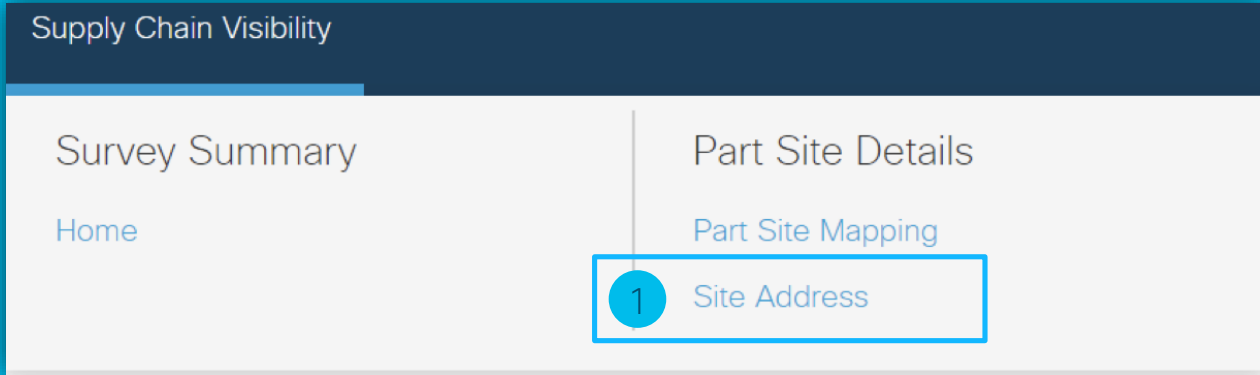 Supply Chain Visibility
Survey Summary
Home
Part Site Details
Part Site Mapping
1
Site Address